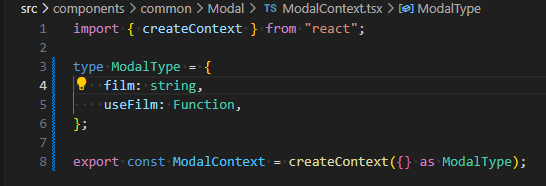 src > components > common > Modal > TS ModalContext.tsx > ModalType
1 import { createContext } from "react";
2
3 type ModalType = {
4 film: string,
5 useFilm: Function,
6 };
7
8 export const ModalContext = createContext({} as ModalType);